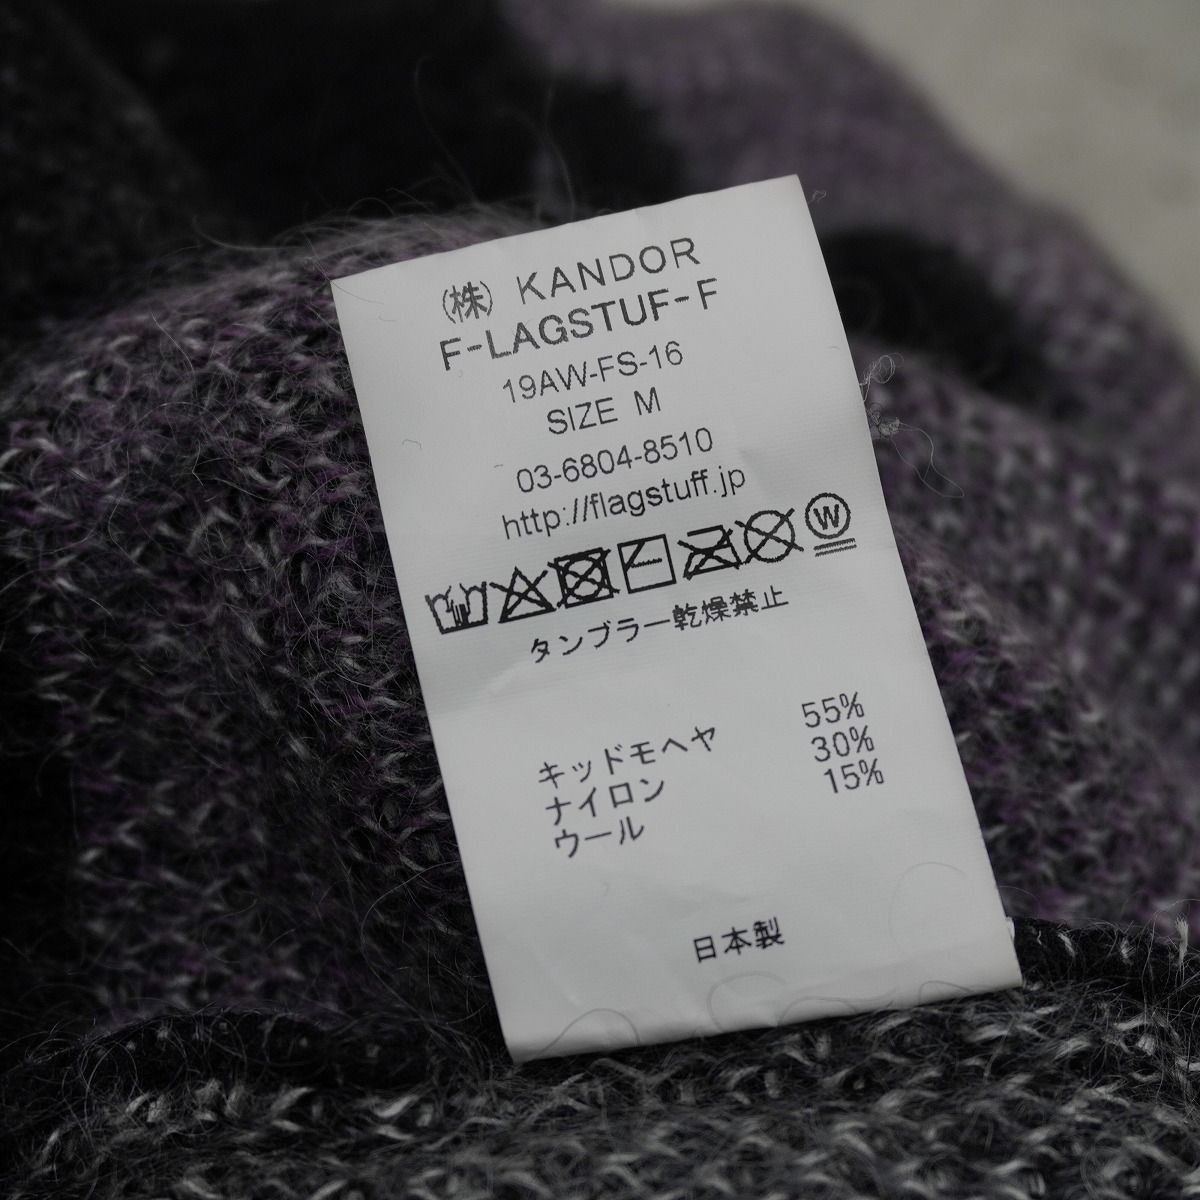 (株) KANDOR
F-LAGSTUF-F
19AW-FS-16
SIZE M
03-6804-8510
http://flagstuff.jp
W
タンブラー乾燥禁止
キッドモヘヤ 55%
ナイロン 30%
ウール 15%
日本製